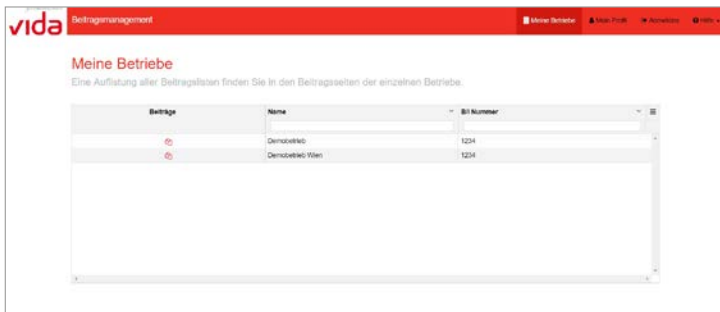 vida
Beitragsmanagement
Meine Betriebe
Mein Profil
Abmelden
Hilfe
Meine Betriebe
Eine Auflistung aller Beitragslisten finden Sie in den Beitragsseiten der einzelnen Betriebe.
Beiträge Name B/I Nummer
Demobetrieb 1234
Demobetrieb Wien 1234